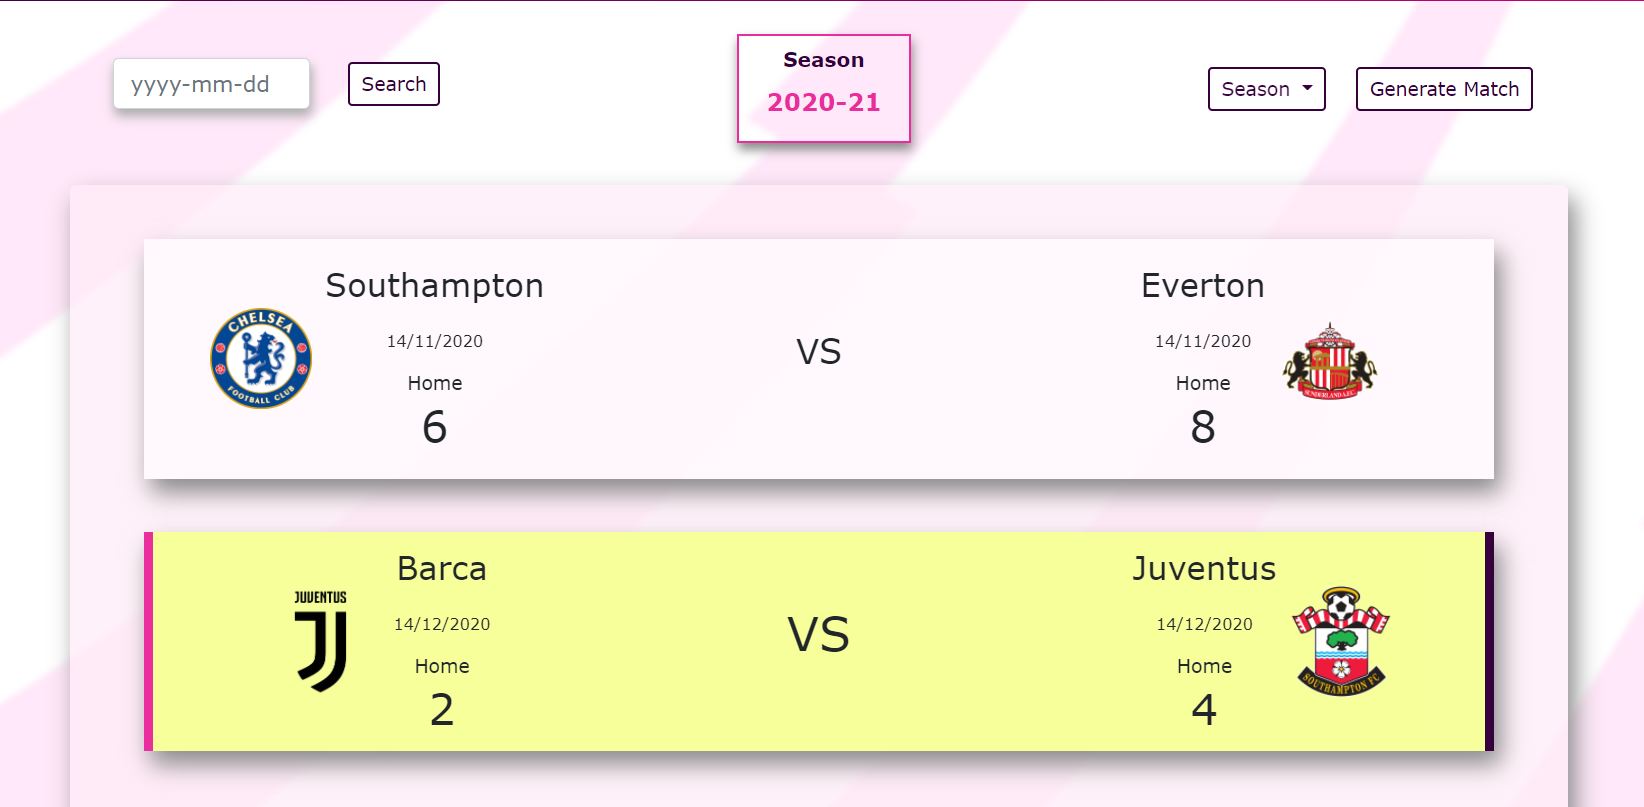 yyyy-mm-dd
Search
Season
2020-21
Season
Generate Match
Southampton
CHELSEA
FOOTBALL CLUB
14/11/2020
Home
6
VS
Everton
14/11/2020
Home
8
SUNDERLAND A.F.C
Barca
JUVENTUS
14/12/2020
Home
2
VS
Juventus
14/12/2020
Home
4
SOUTHAMPTON FC